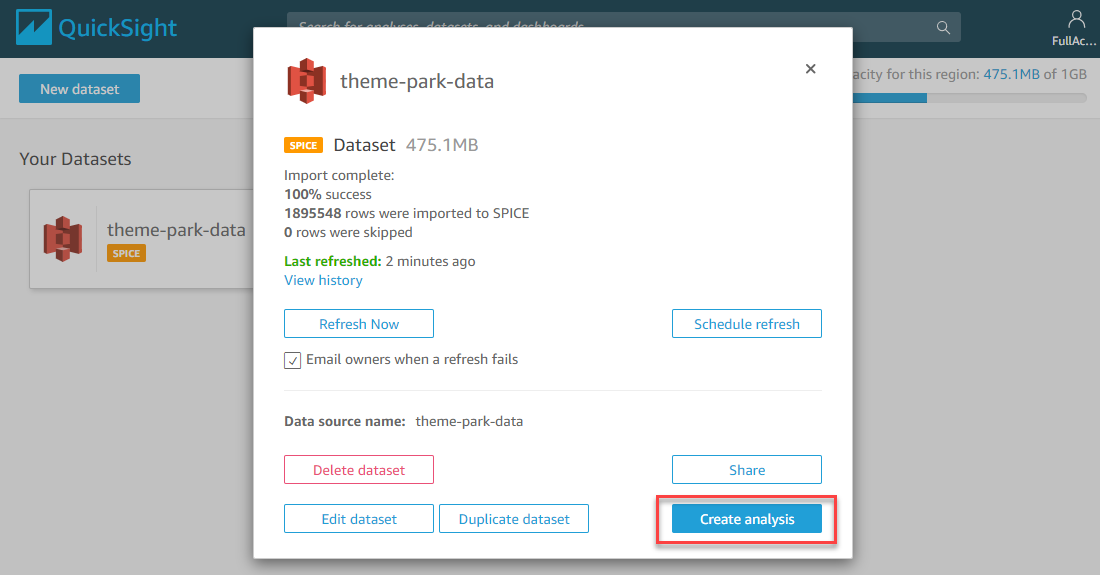 QuickSight
Search for analyses, datasets, and dashboards
FullAc...
New dataset
acity for this region: 475.1MB of 1GB
Your Datasets
theme-park-data
SPICE
theme-park-data
SPICE Dataset 475.1MB
Import complete:
100% success
1895548 rows were imported to SPICE
0 rows were skipped
Last refreshed: 2 minutes ago
View history
Refresh Now
Schedule refresh
Email owners when a refresh fails
Data source name: theme-park-data
Delete dataset
Share
Edit dataset
Duplicate dataset
Create analysis